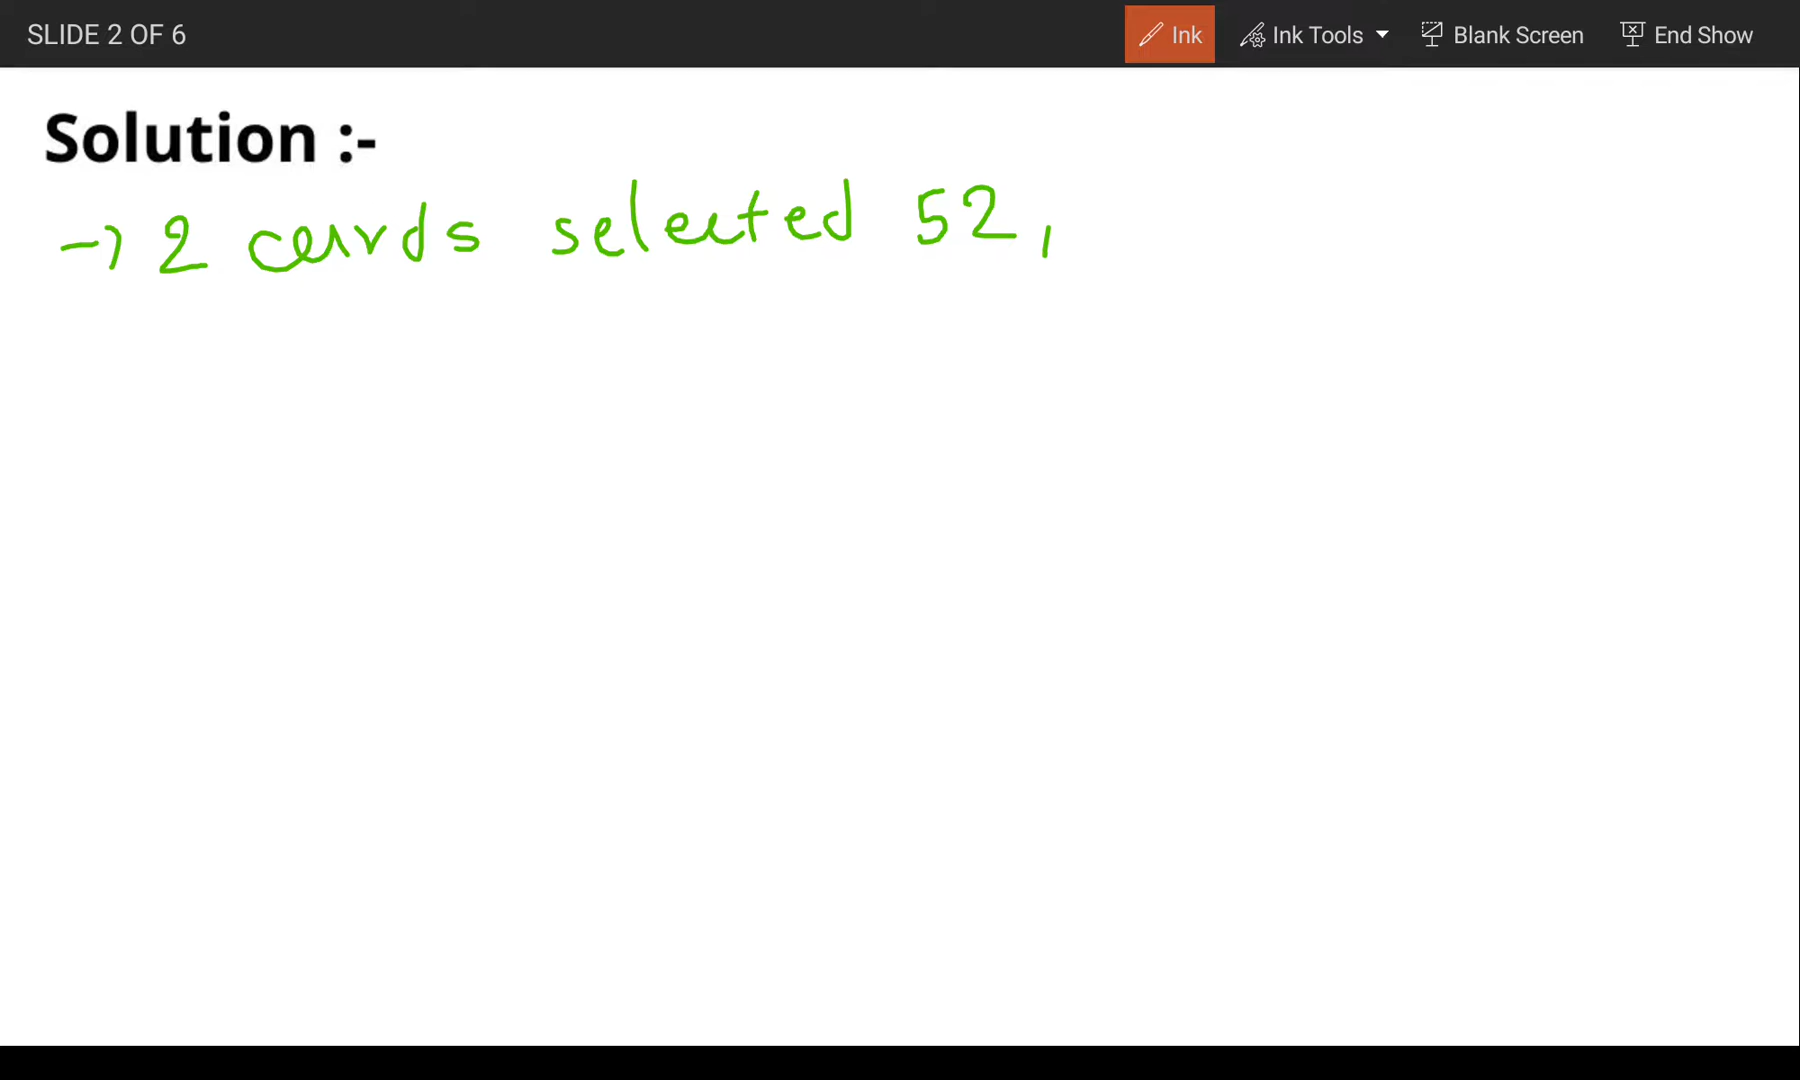 SLIDE 2 OF 6 Ink Ink Tools Blank Screen End Show
Solution :-
→ 2 cards selected 52,